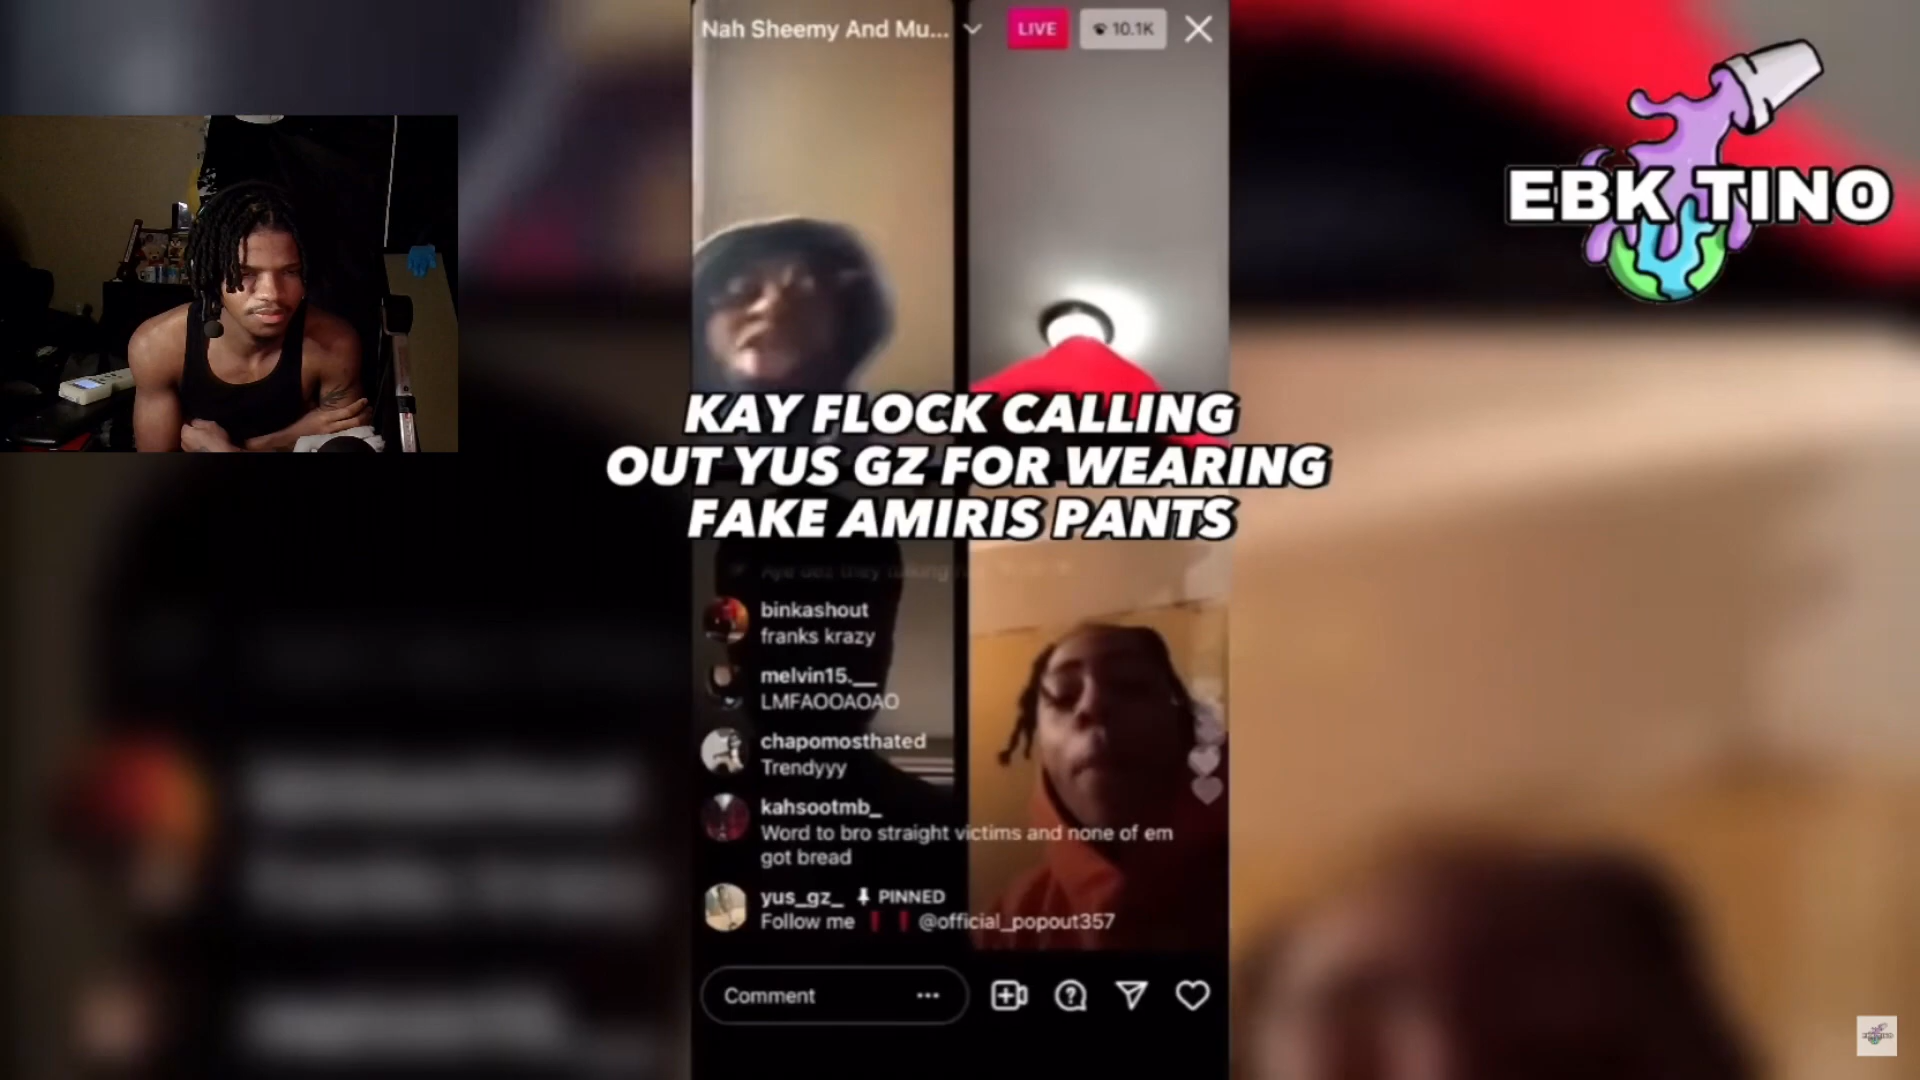 Nah Sheemy And Mu...
LIVE
10.1K
EBK TINO
KAY FLOCK CALLING
OUT YUS GZ FOR WEARING
FAKE AMIRIS PANTS
binkashout
franks krazy
melvin15.__
LMFAOOAOAO
chapomosthated
Trendyyy
kahsootmb_
Word to bro straight victims and none of em
got bread
yus_gz_ PINNED
Follow me ❗❗@official_popout357
Comment